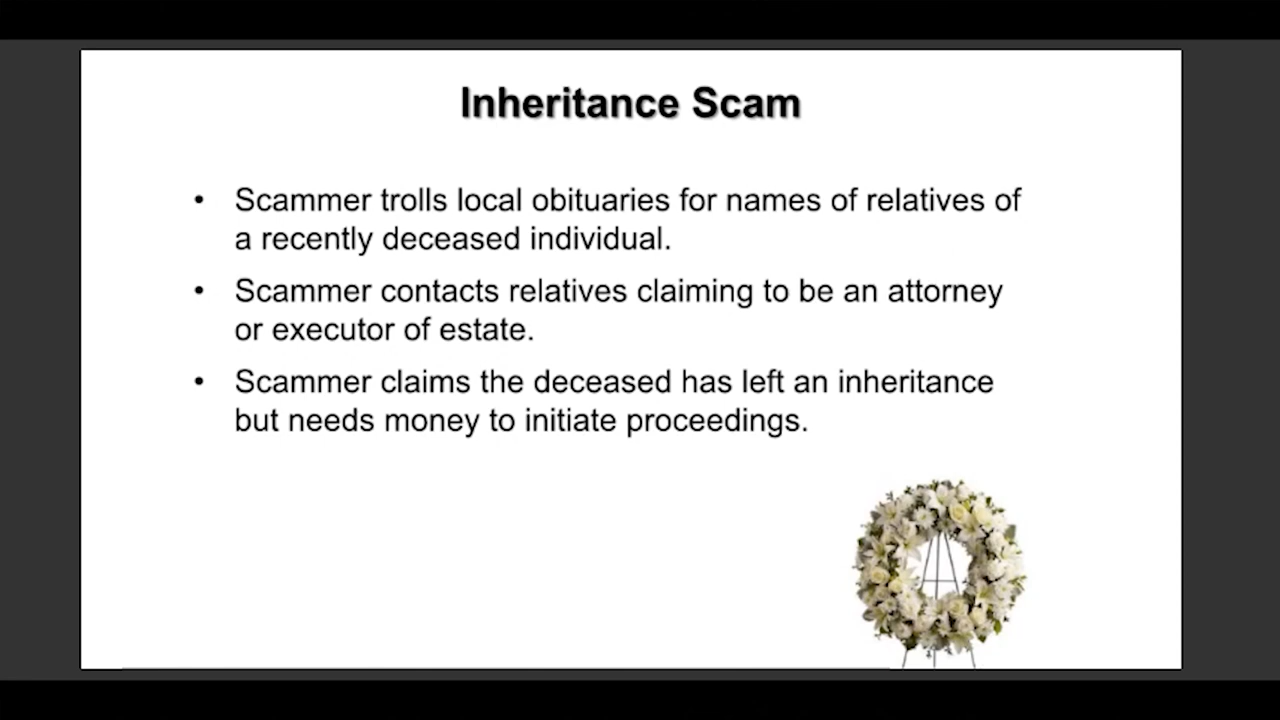 Inheritance Scam
• Scammer trolls local obituaries for names of relatives of
a recently deceased individual.
• Scammer contacts relatives claiming to be an attorney
or executor of estate.
• Scammer claims the deceased has left an inheritance
but needs money to initiate proceedings.